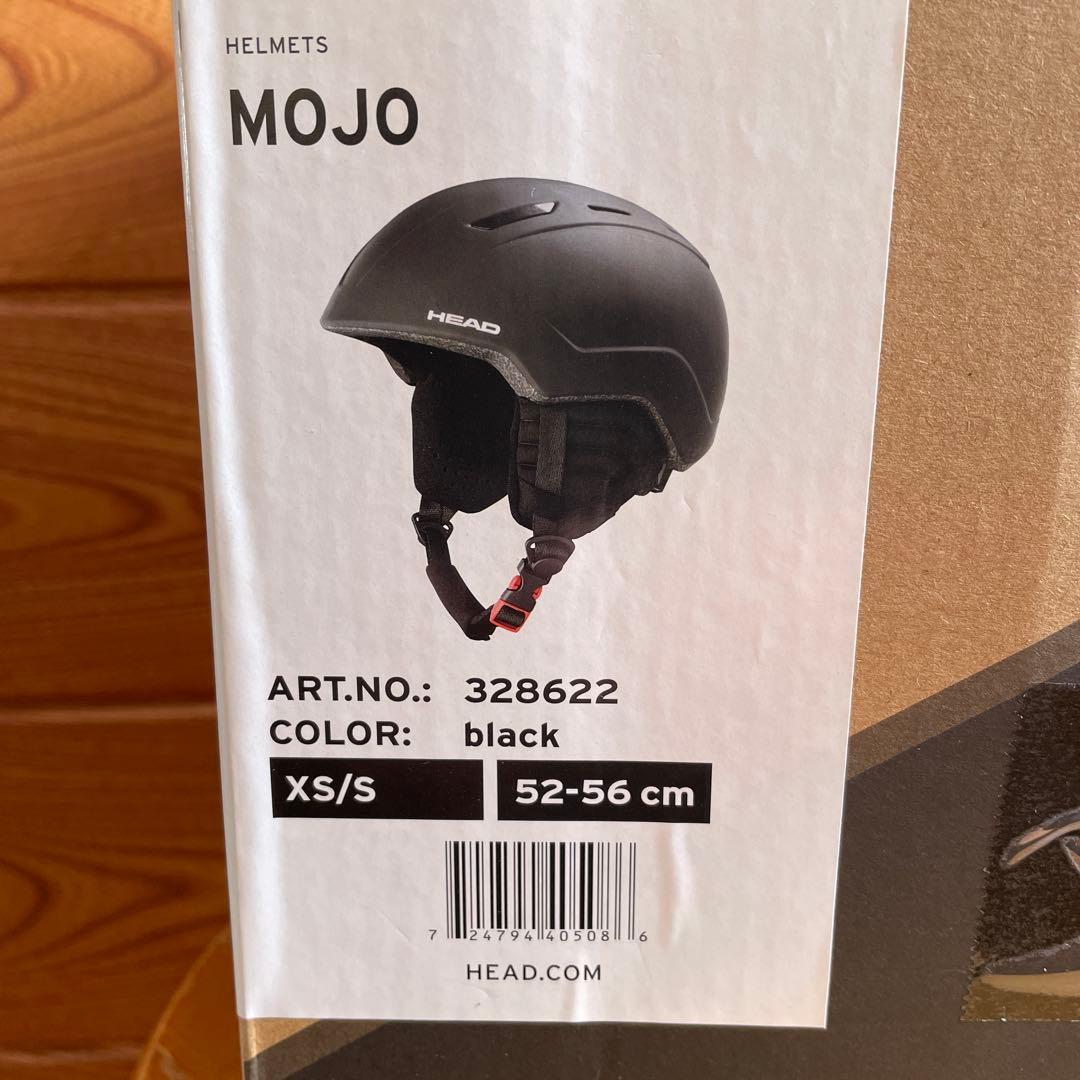 HELMETS
MOJO
HEAD
ART.NO.: 328622
COLOR: black
XS/S 52-56 cm
7 24794 40508 6
HEAD.COM